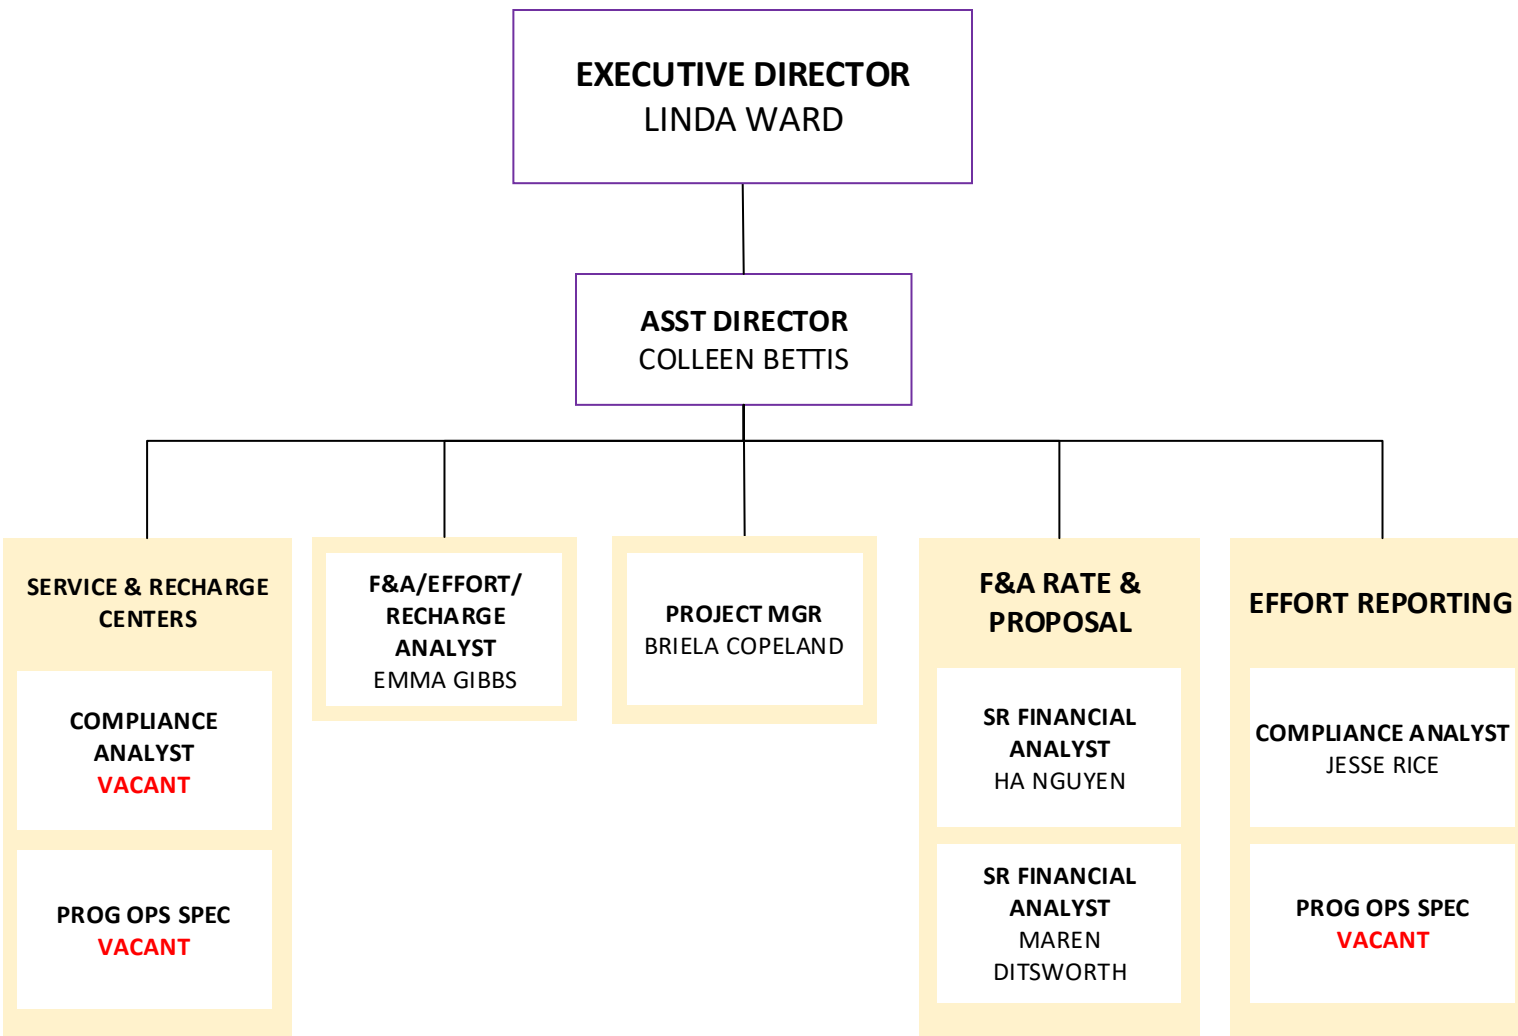 EXECUTIVE DIRECTOR
LINDA WARD
ASST DIRECTOR
COLLEEN BETTIS
SERVICE & RECHARGE
CENTERS
COMPLIANCE
ANALYST
VACANT
PROG OPS SPEC
VACANT
F&A/EFFORT/
RECHARGE
ANALYST
EMMA GIBBS
PROJECT MGR
BRIELA COPELAND
F&A RATE &
PROPOSAL
SR FINANCIAL
ANALYST
HA NGUYEN
SR FINANCIAL
ANALYST
MAREN
DITSWORTH
EFFORT REPORTING
COMPLIANCE ANALYST
JESSE RICE
PROG OPS SPEC
VACANT